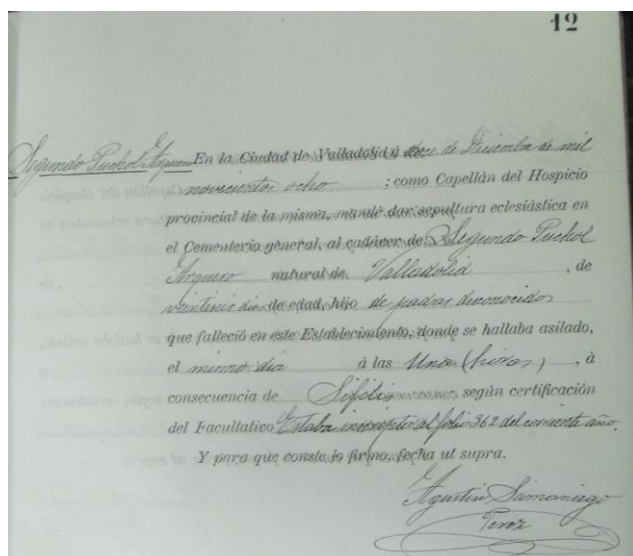 12
Segundo Puchol Arquero En la Ciudad de Valladolid á doce de Diciembre de mil
novecientos ocho ; como Capellán del Hospicio
provincial de la misma, mandé dar sepultura eclesiástica en
el Cementerio general, al cadáver de Segundo Puchol
Arquero natural de Valladolid , de
veintiseis dias de edad, hijo de padres desconocidos
que falleció en este Establecimiento, donde se hallaba asilado,
el mismo dia á las Una (horas) , á
consecuencia de Sífilis según certificación
del Facultativo Estaba inscripto al folio 362 del corriente año.
Y para que conste lo firmo, fecha ut supra.
Agustín Samaniego
Perez